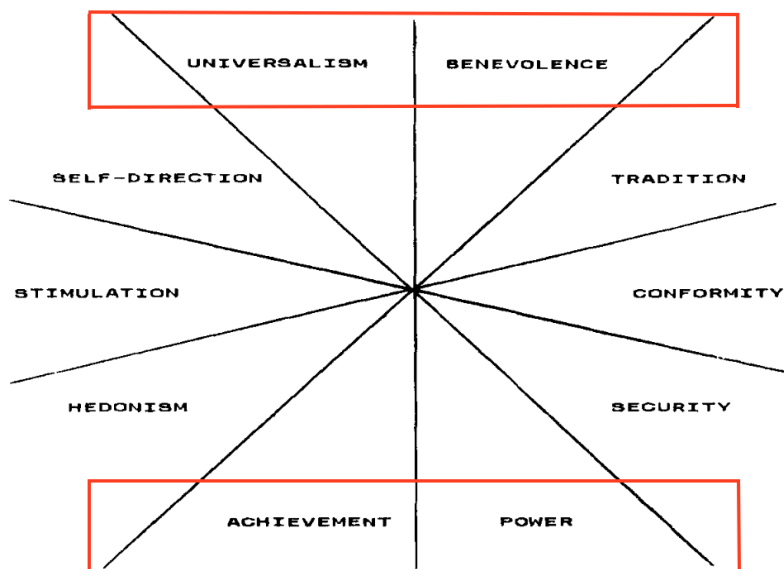 UNIVERSALISM BENEVOLENCE
SELF-DIRECTION TRADITION
STIMULATION CONFORMITY
HEDONISM SECURITY
ACHIEVEMENT POWER